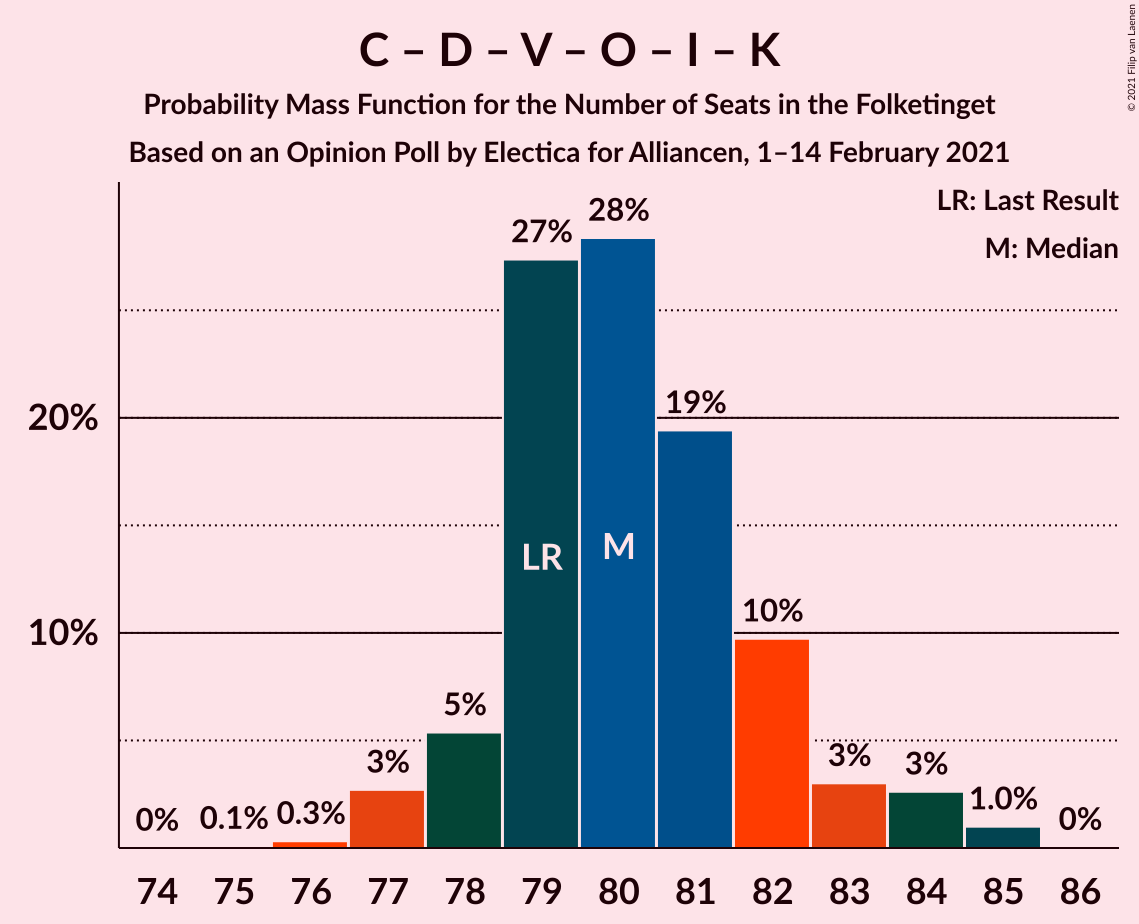 C – D – V – O – I – K
Probability Mass Function for the Number of Seats in the Folketinget
Based on an Opinion Poll by Electica for Alliancen, 1–14 February 2021
© 2021 Filip van Laenen
LR: Last Result
M: Median
20%
10%
0%
0.1%
0.3%
3%
5%
27%
28%
19%
10%
3%
3%
1.0%
0%
LR
M
74 75 76 77 78 79 80 81 82 83 84 85 86